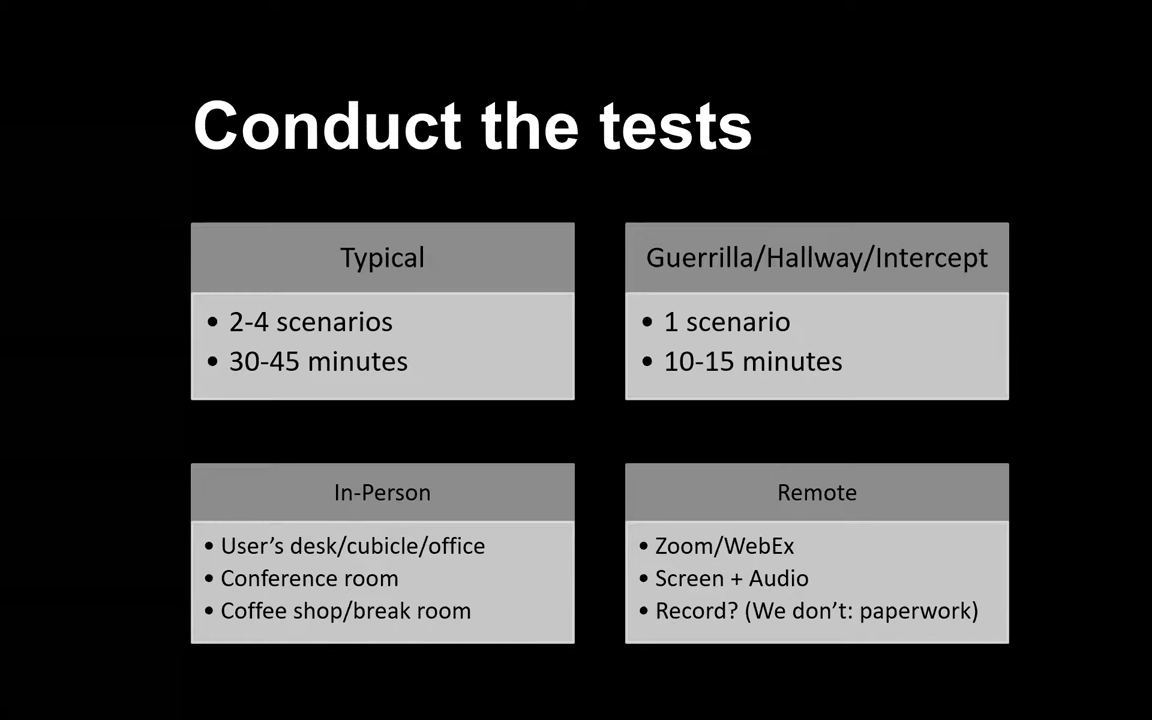 Conduct the tests
Typical
• 2-4 scenarios
• 30-45 minutes
Guerrilla/Hallway/Intercept
• 1 scenario
• 10-15 minutes
In-Person
• User’s desk/cubicle/office
• Conference room
• Coffee shop/break room
Remote
• Zoom/WebEx
• Screen + Audio
• Record? (We don’t: paperwork)